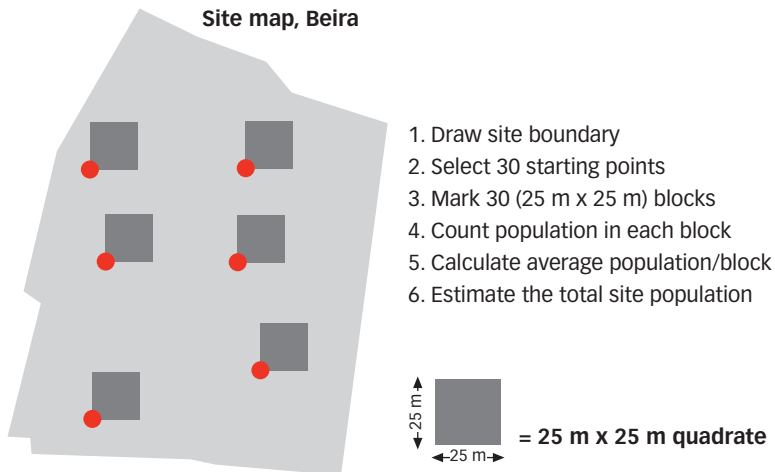 Site map, Beira
1. Draw site boundary
2. Select 30 starting points
3. Mark 30 (25 m x 25 m) blocks
4. Count population in each block
5. Calculate average population/block
6. Estimate the total site population
25 m
= 25 m x 25 m quadrate
25 m